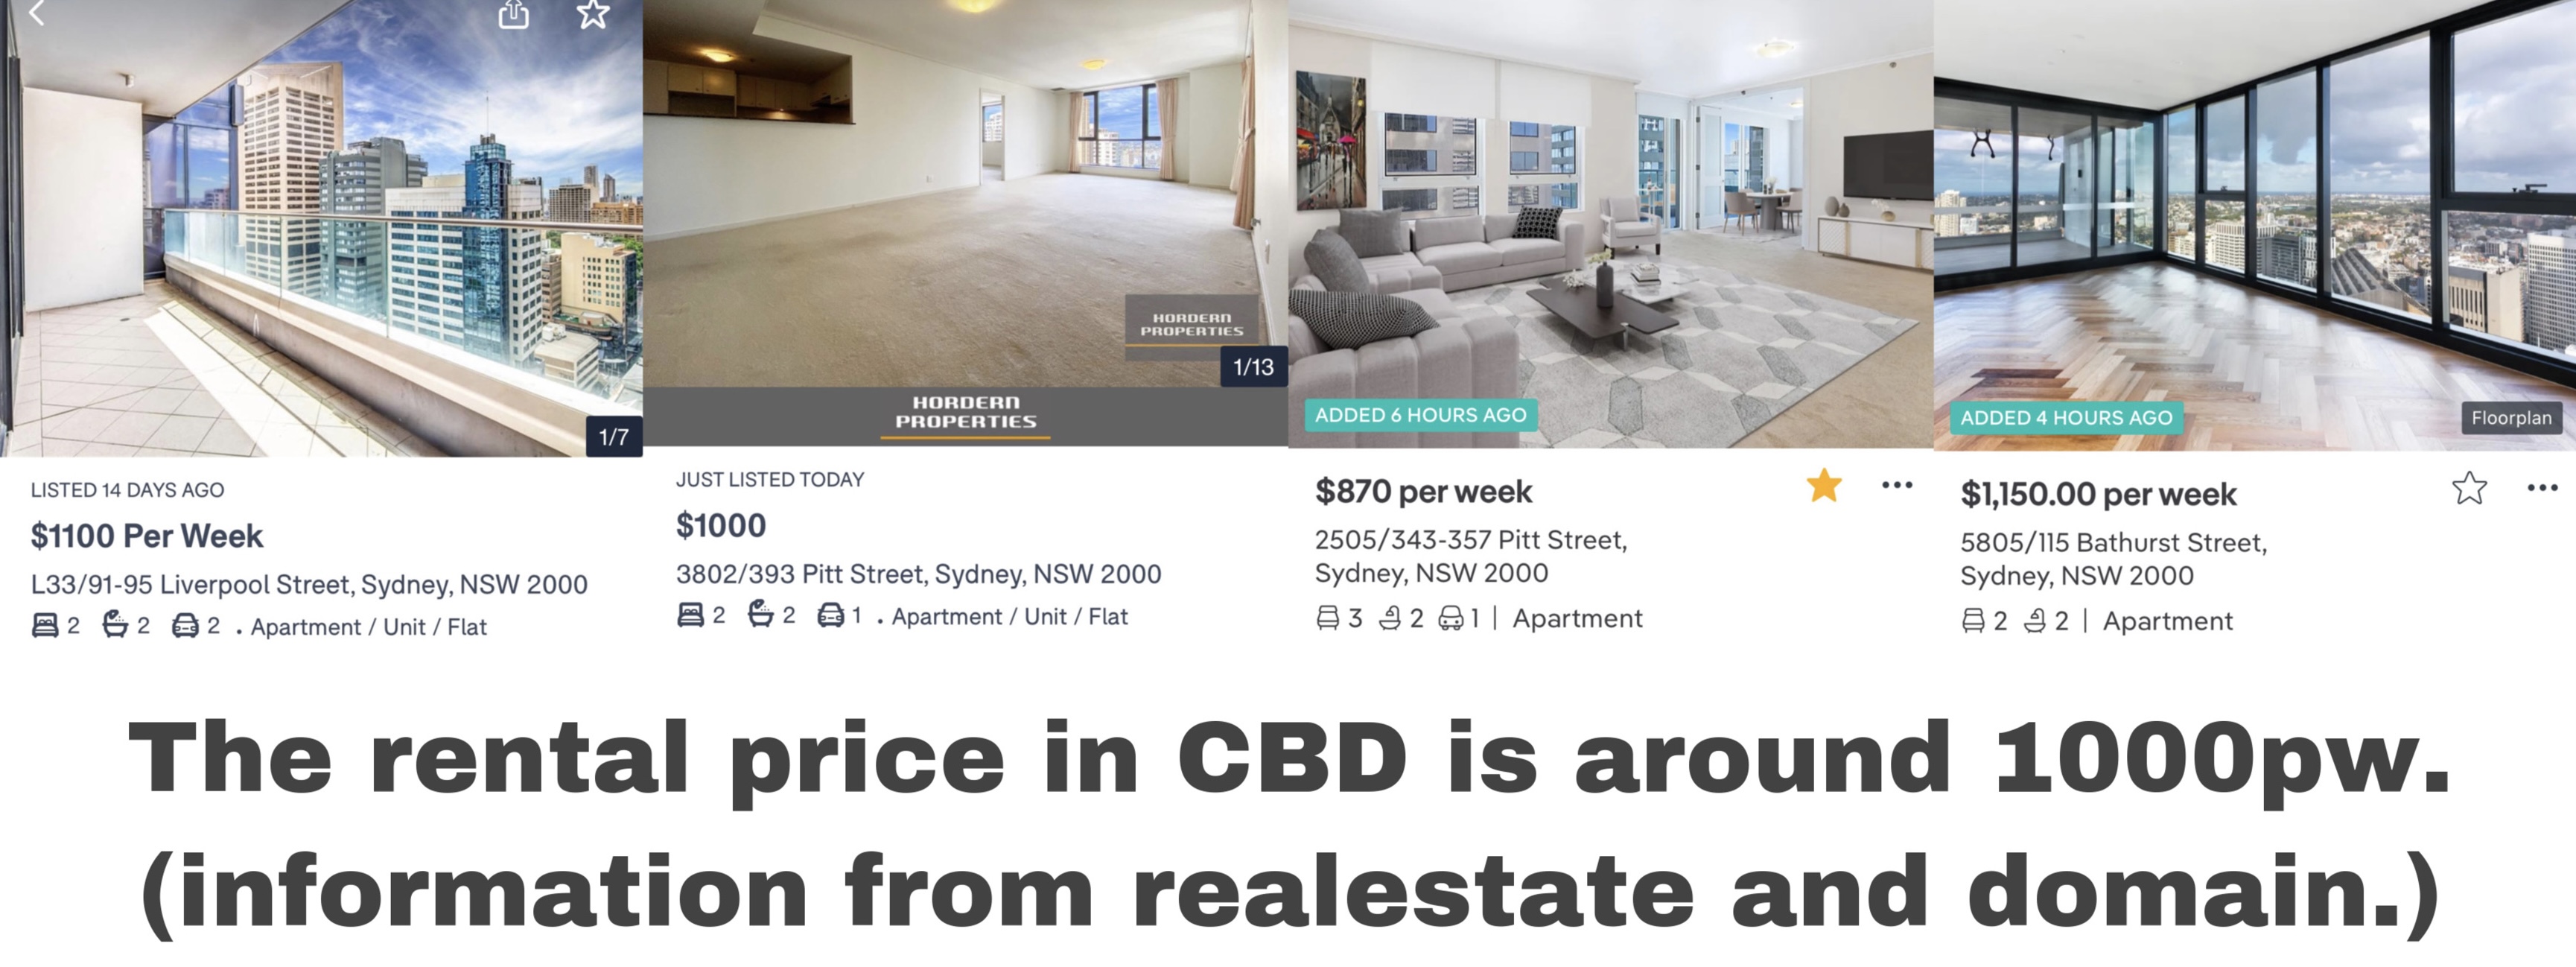 1/7
LISTED 14 DAYS AGO
$1100 Per Week
L33/91-95 Liverpool Street, Sydney, NSW 2000
2 2 2 . Apartment / Unit / Flat
HORDERN
PROPERTIES
1/13
HORDERN
PROPERTIES
JUST LISTED TODAY
$1000
3802/393 Pitt Street, Sydney, NSW 2000
2 2 1 . Apartment / Unit / Flat
ADDED 6 HOURS AGO
$870 per week
2505/343-357 Pitt Street,
Sydney, NSW 2000
3 2 1 | Apartment
ADDED 4 HOURS AGO
Floorplan
$1,150.00 per week
5805/115 Bathurst Street,
Sydney, NSW 2000
2 2 | Apartment
The rental price in CBD is around 1000pw.
(information from realestate and domain.)